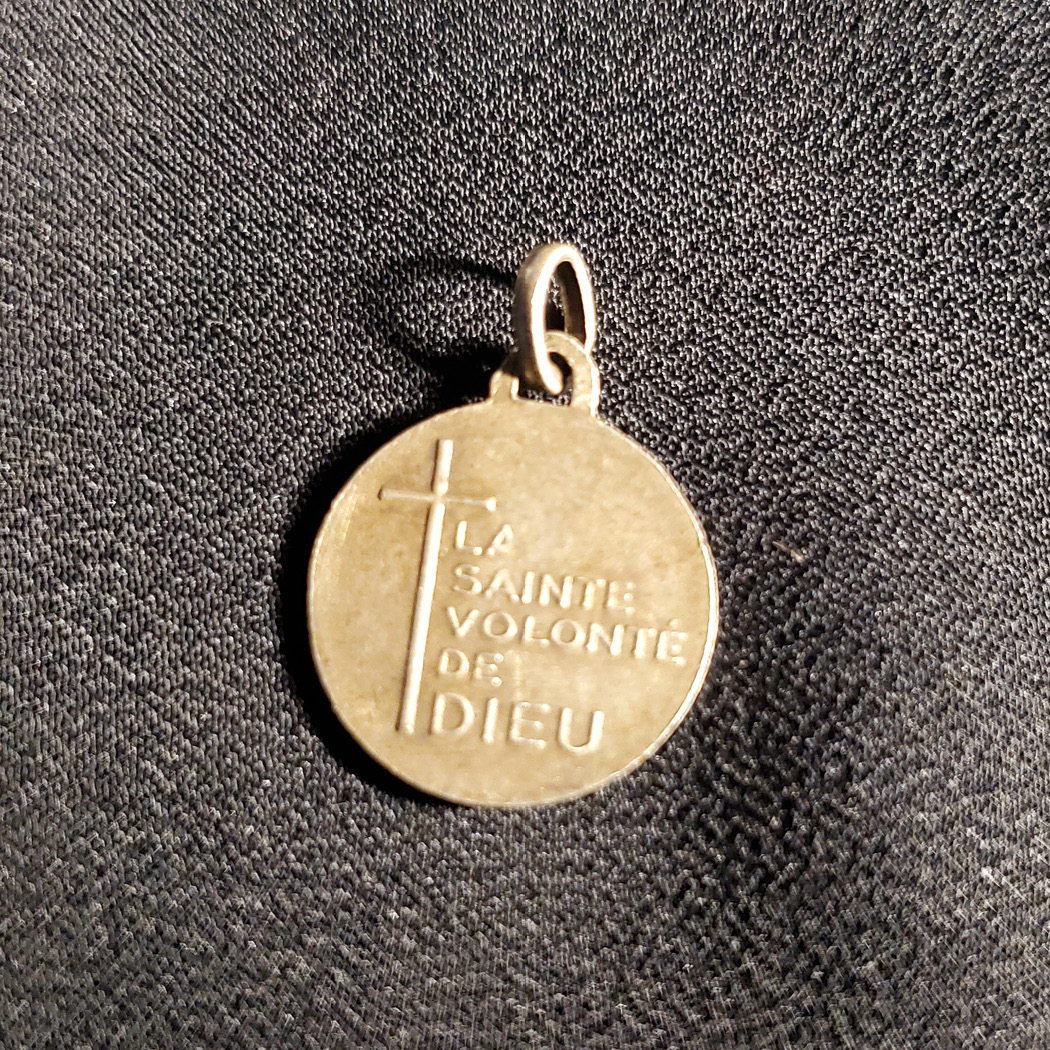 LA
SAINTE
VOLONTÉ
DE
DIEU